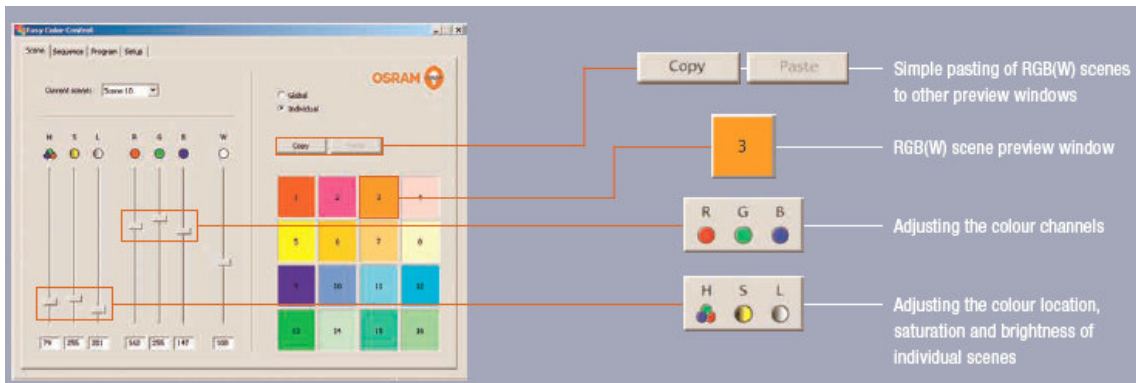 Easy Color Control
Scene Sequence Program Setup
OSRAM
Current scene: Scene 16
Global
Individual
Copy Paste
H S L R G B W
1 2 3 4
5 6 7 8
9 10 11 12
13 14 15 16
79 255 201 255 147 100
Copy Paste
Simple pasting of RGB(W) scenes
to other preview windows
3
RGB(W) scene preview window
R G B
Adjusting the colour channels
H S L
Adjusting the colour location,
saturation and brightness of
individual scenes